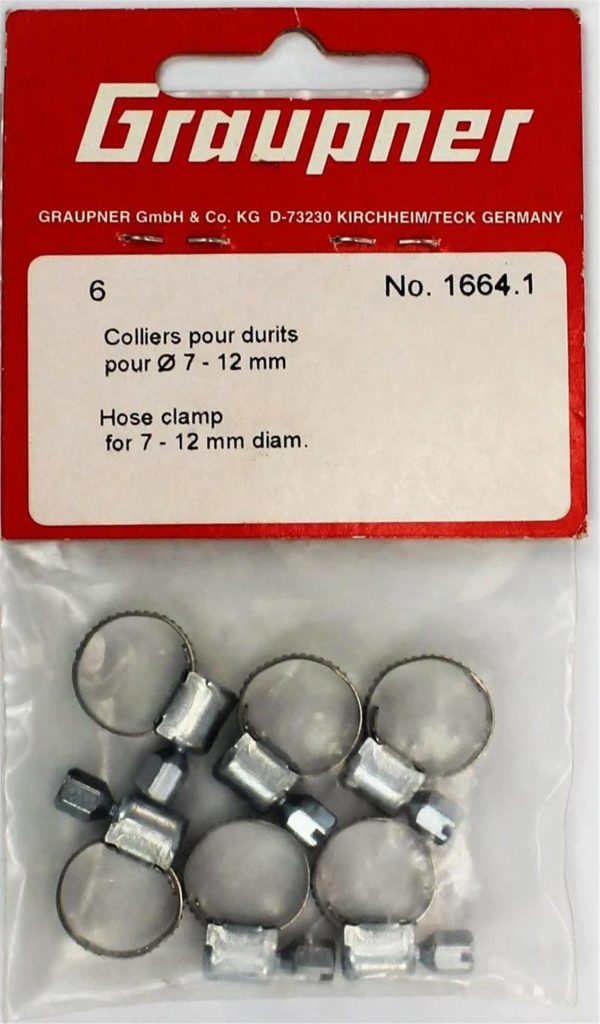 Graupner
GRAUPNER GmbH & Co. KG D-73230 KIRCHHEIM/TECK GERMANY
6 No. 1664.1
Colliers pour durits
pour Ø 7 - 12 mm
Hose clamp
for 7 - 12 mm diam.